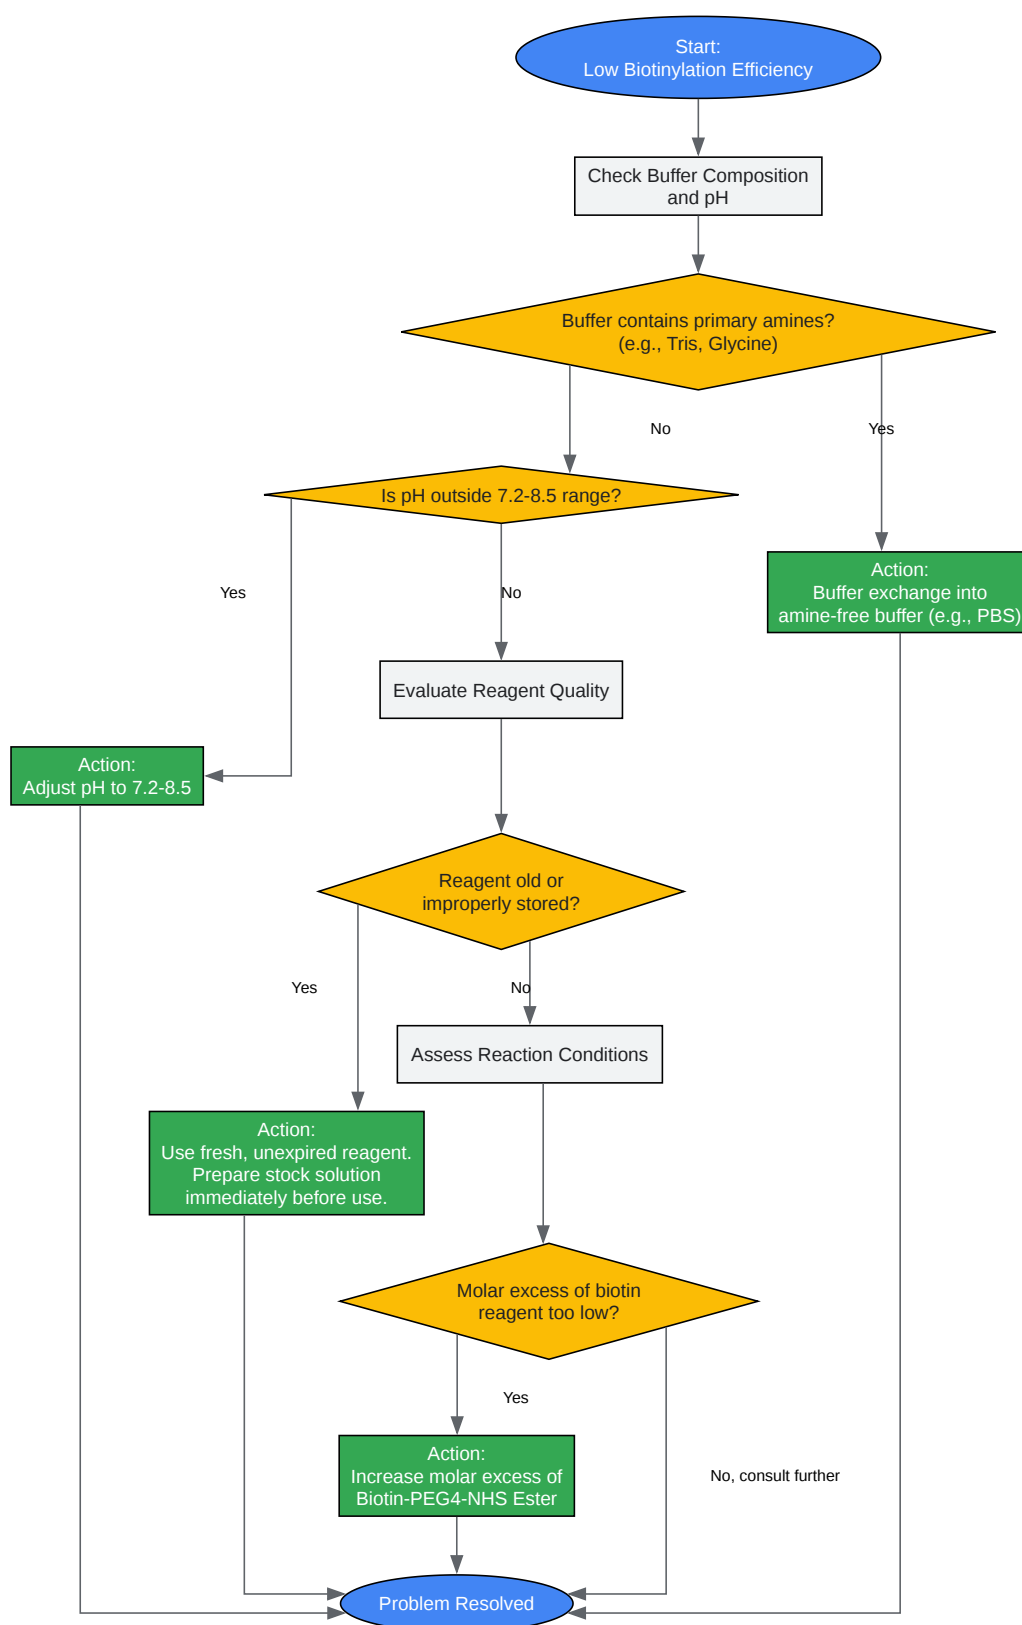 Start:
Low Biotinylation Efficiency
Check Buffer Composition
and pH
Buffer contains primary amines?
(e.g., Tris, Glycine)
No
Yes
Is pH outside 7.2-8.5 range?
Action:
Buffer exchange into
amine-free buffer (e.g., PBS)
Yes
No
Evaluate Reagent Quality
Action:
Adjust pH to 7.2-8.5
Reagent old or
improperly stored?
Yes
No
Assess Reaction Conditions
Action:
Use fresh, unexpired reagent.
Prepare stock solution
immediately before use.
Molar excess of biotin
reagent too low?
Yes
Action:
Increase molar excess of
Biotin-PEG4-NHS Ester
No, consult further
Problem Resolved